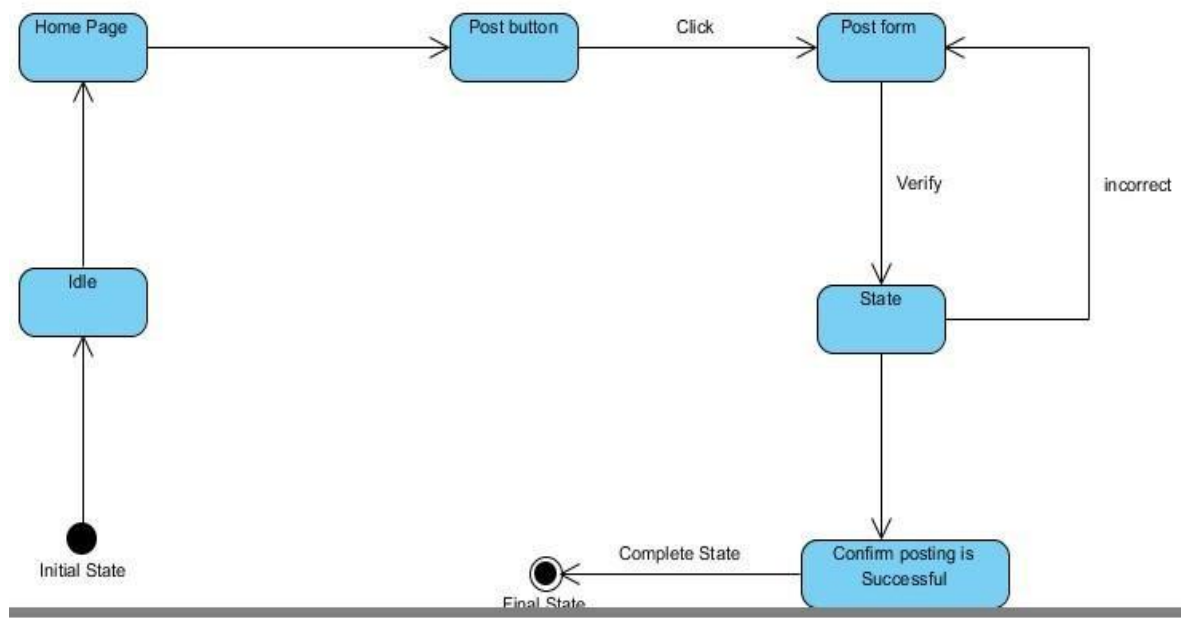 Home Page
Post button
Click
Post form
Verify
incorrect
Idle
State
Initial State
Complete State
Confirm posting is
Successful
Final State